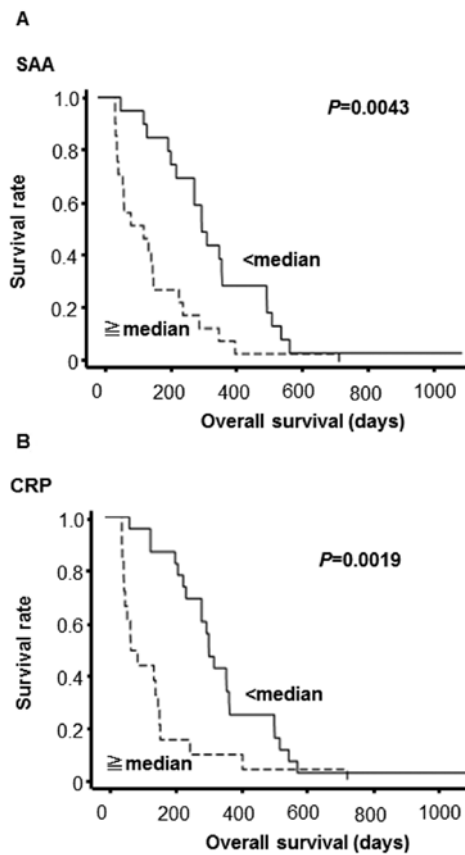 A
SAA
1.0
P=0.0043
0.8
0.6
Survival rate
0.4
<median
0.2
≧ median
0
0 200 400 600 800 1000
Overall survival (days)
B
CRP
1.0
P=0.0019
0.8
0.6
Survival rate
0.4
<median
0.2
≧ median
0
0 200 400 600 800 1000
Overall survival (days)